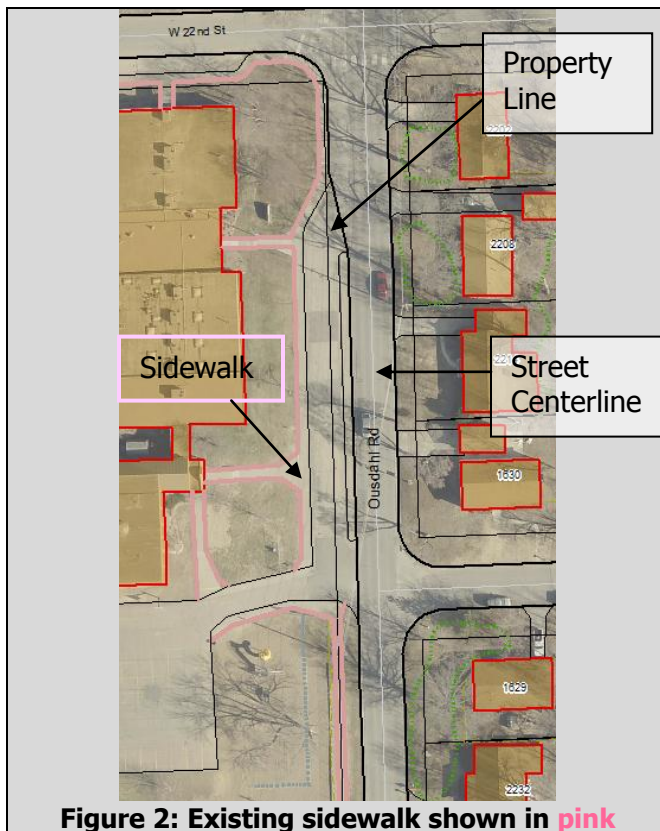 W 22nd St
Property
Line
2202
2208
Sidewalk
Street
Centerline
Ousdahl Rd
1630
1629
2232
Figure 2: Existing sidewalk shown in pink